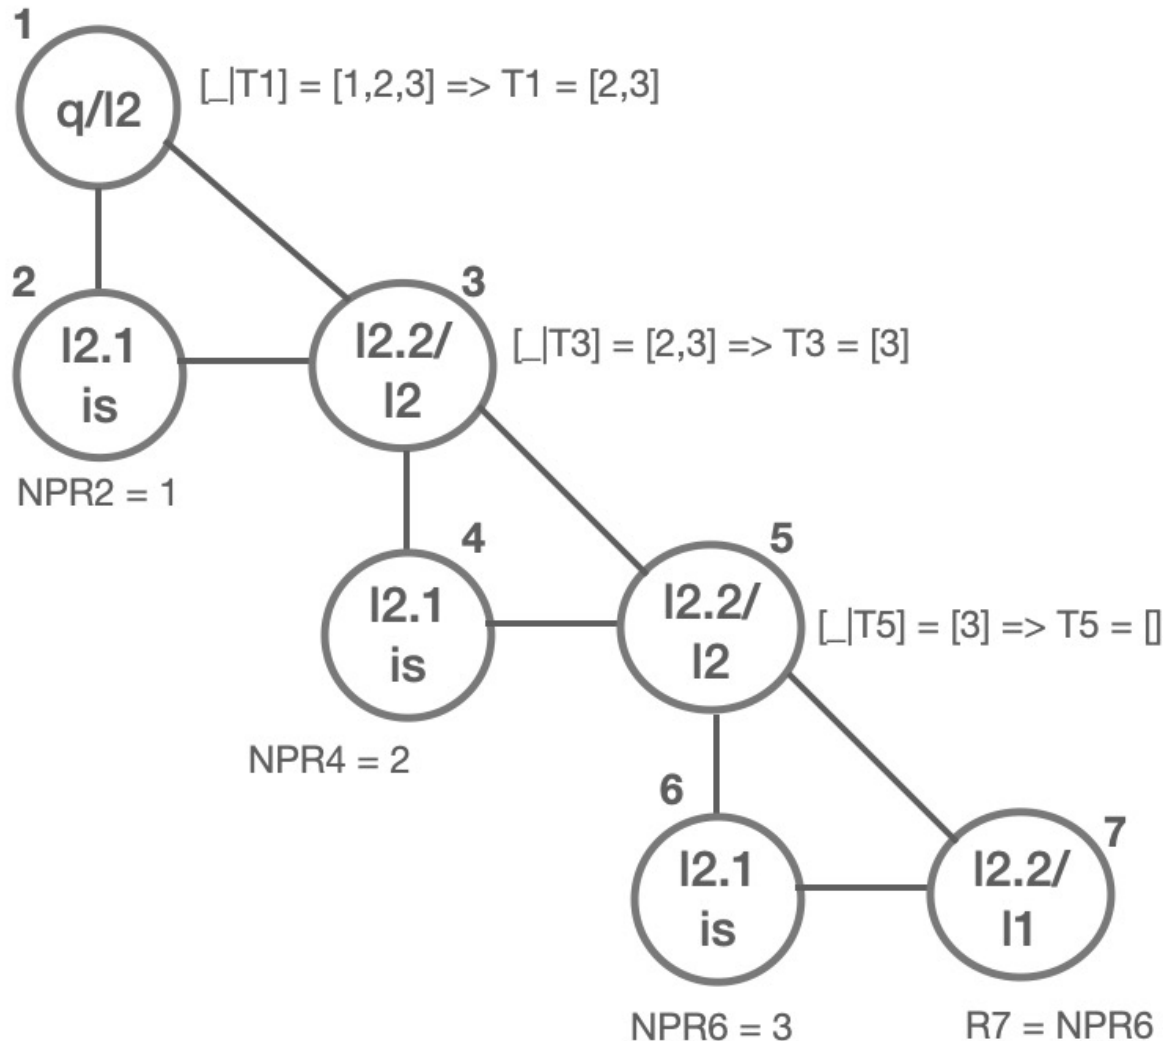 1
q/l2
[_|T1] = [1,2,3] => T1 = [2,3]
2
l2.1
is
NPR2 = 1
3
l2.2/
l2
[_|T3] = [2,3] => T3 = [3]
4
l2.1
is
NPR4 = 2
5
l2.2/
l2
[_|T5] = [3] => T5 = []
6
l2.1
is
NPR6 = 3
7
l2.2/
l1
R7 = NPR6